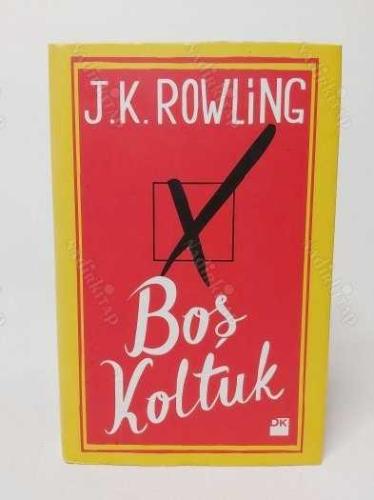 J.K. ROWLiNG
Boş
Koltuk
DK